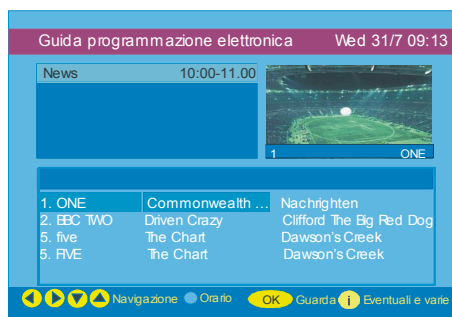 Guida programmazione elettronica Wed 31/7 09:13
News 10:00-11.00
1 ONE
1. ONE Commonwealth ... Nachrighten
2. BBC TWO Driven Crazy Clifford The Big Red Dog
5. five The Chart Dawson's Creek
5. FIVE The Chart Dawson's Creek
Navigazione Orario OK Guarda i Eventuali e varie